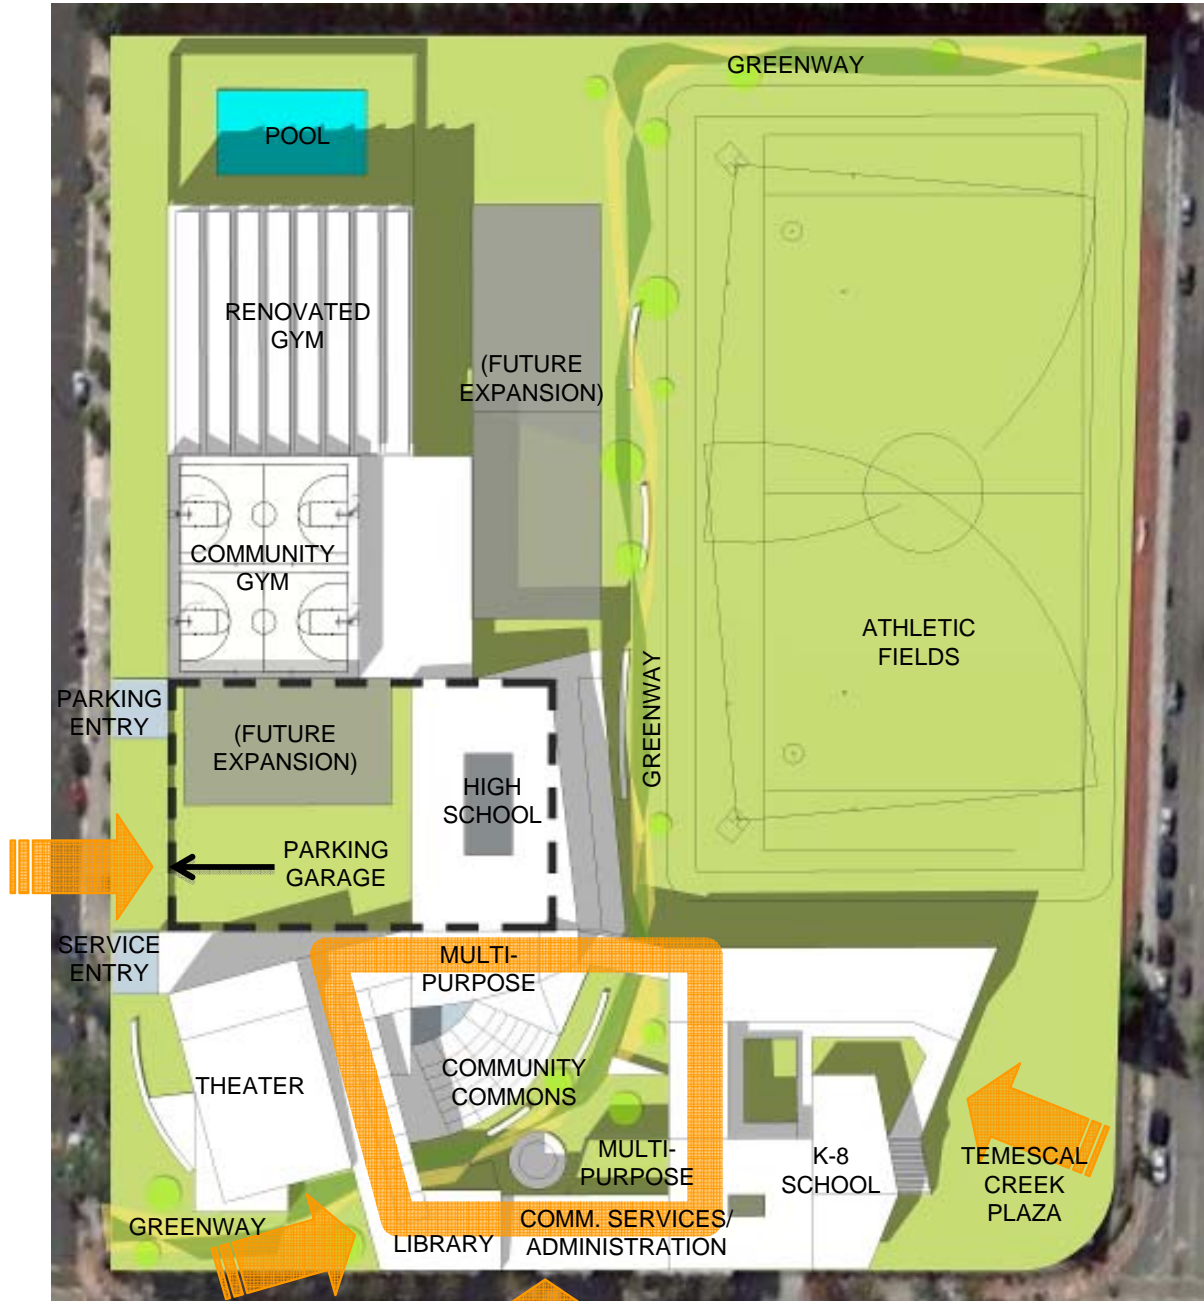 GREENWAY
POOL
RENOVATED
GYM
(FUTURE
EXPANSION)
COMMUNITY
GYM
ATHLETIC
FIELDS
GREENWAY
PARKING
ENTRY
(FUTURE
EXPANSION)
HIGH
SCHOOL
PARKING
GARAGE
SERVICE
ENTRY
MULTI-
PURPOSE
THEATER
COMMUNITY
COMMONS
MULTI-
PURPOSE
K-8
SCHOOL
TEMESCAL
CREEK
PLAZA
GREENWAY
LIBRARY
COMM. SERVICES/
ADMINISTRATION